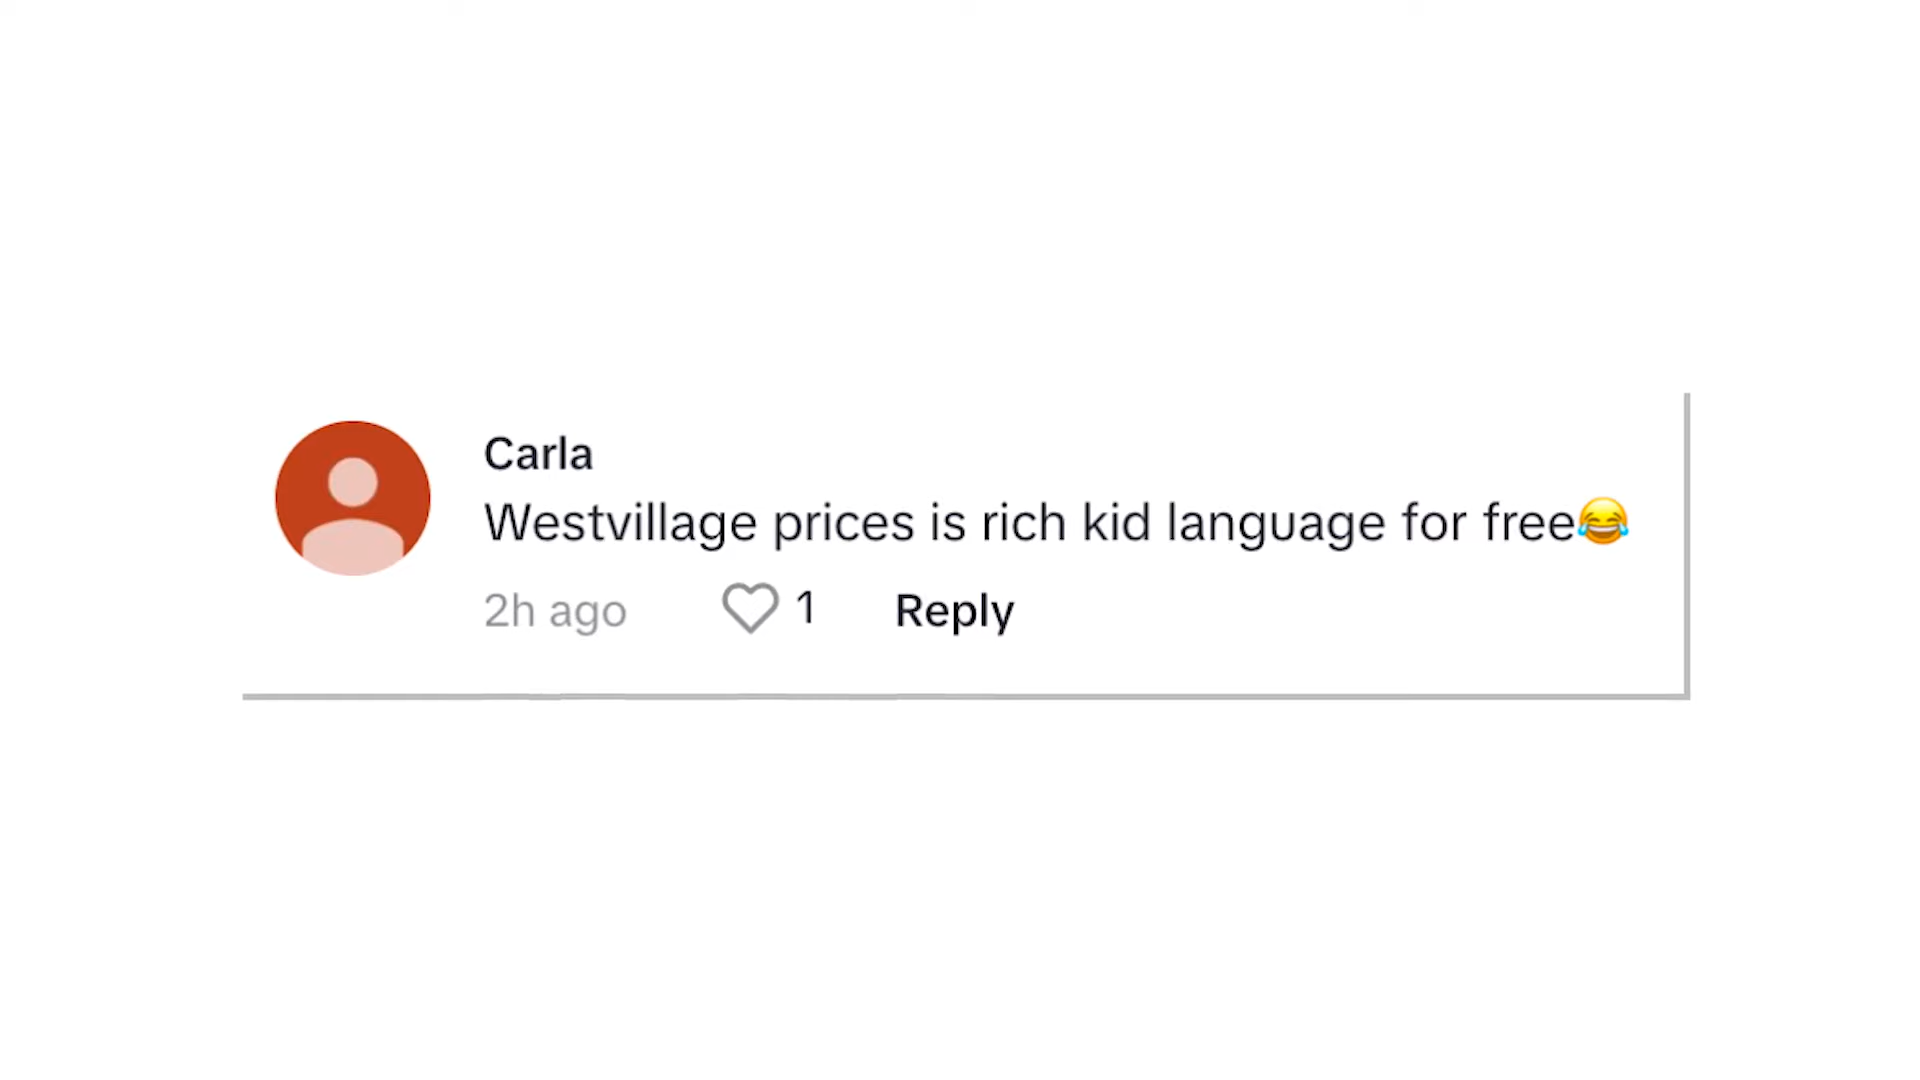 Carla
Westvillage prices is rich kid language for free😂
2h ago 1 Reply